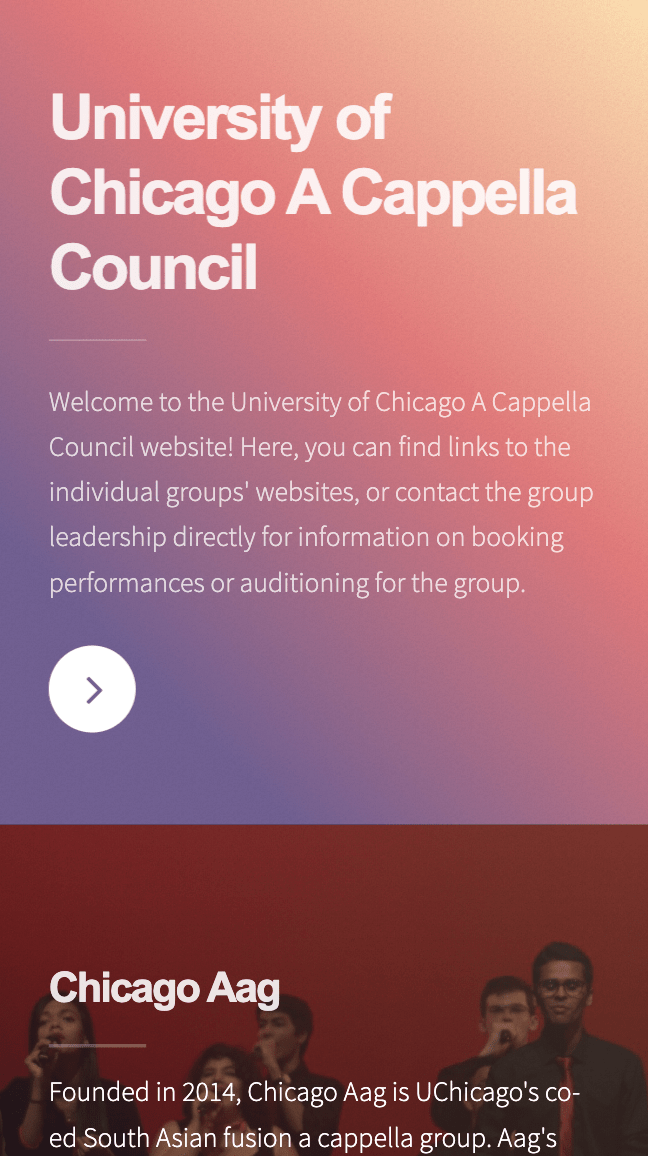 University of
Chicago A Cappella
Council
Welcome to the University of Chicago A Cappella
Council website! Here, you can find links to the
individual groups' websites, or contact the group
leadership directly for information on booking
performances or auditioning for the group.
Chicago Aag
Founded in 2014, Chicago Aag is UChicago's co-
ed South Asian fusion a cappella group. Aag's